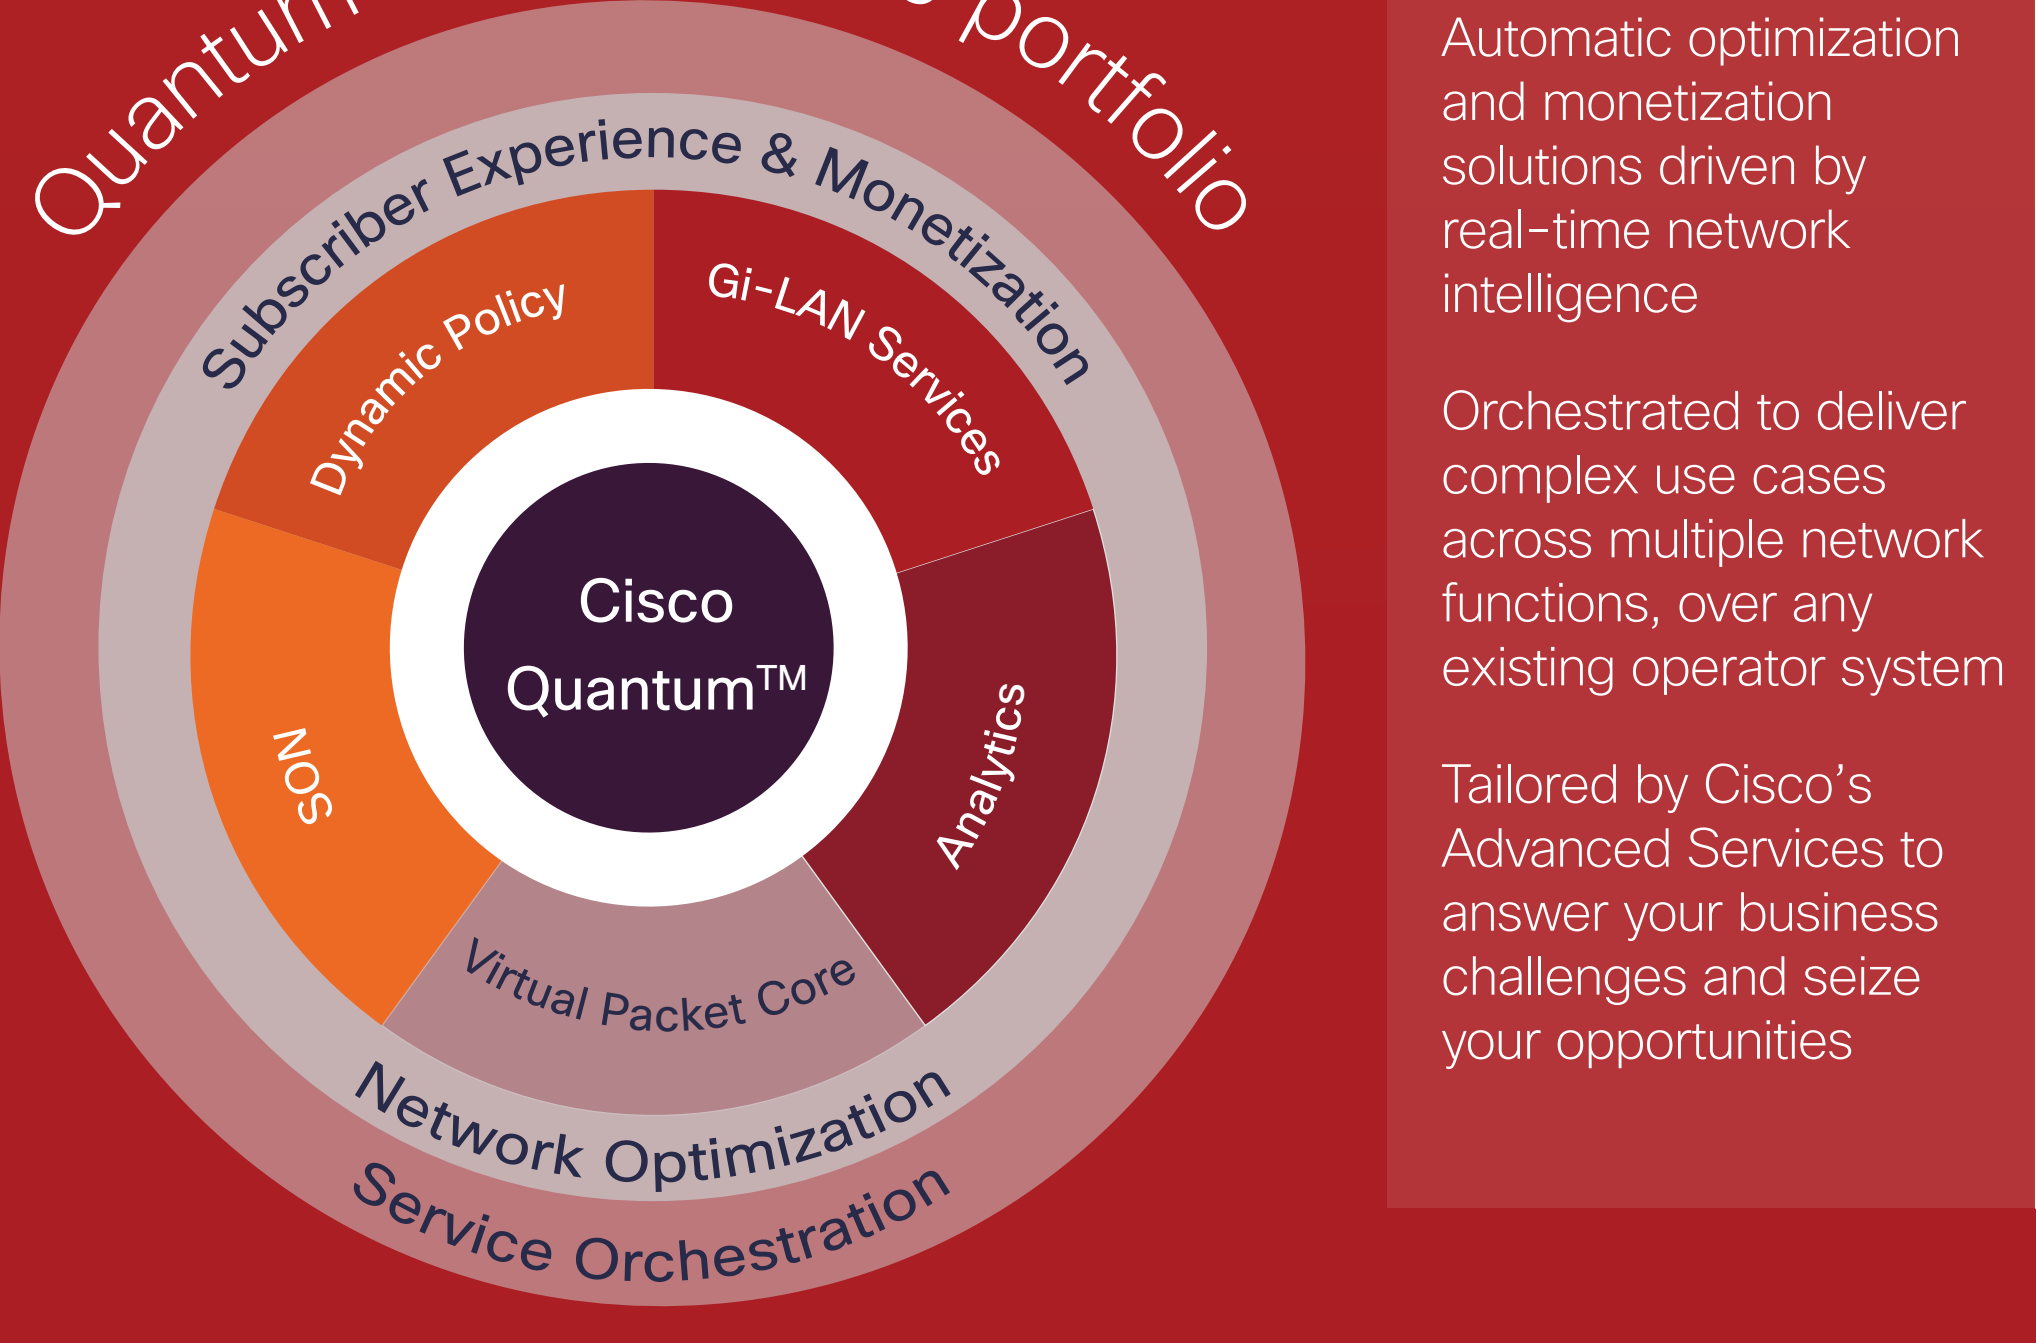 Quantum
portfolio
Subscriber Experience & Monetization
Dynamic Policy
Gi-LAN Services
Cisco
Quantum™
SON
Analytics
Virtual Packet Core
Network Optimization
Service Orchestration
Automatic optimization
and monetization
solutions driven by
real-time network
intelligence
Orchestrated to deliver
complex use cases
across multiple network
functions, over any
existing operator system
Tailored by Cisco’s
Advanced Services to
answer your business
challenges and seize
your opportunities